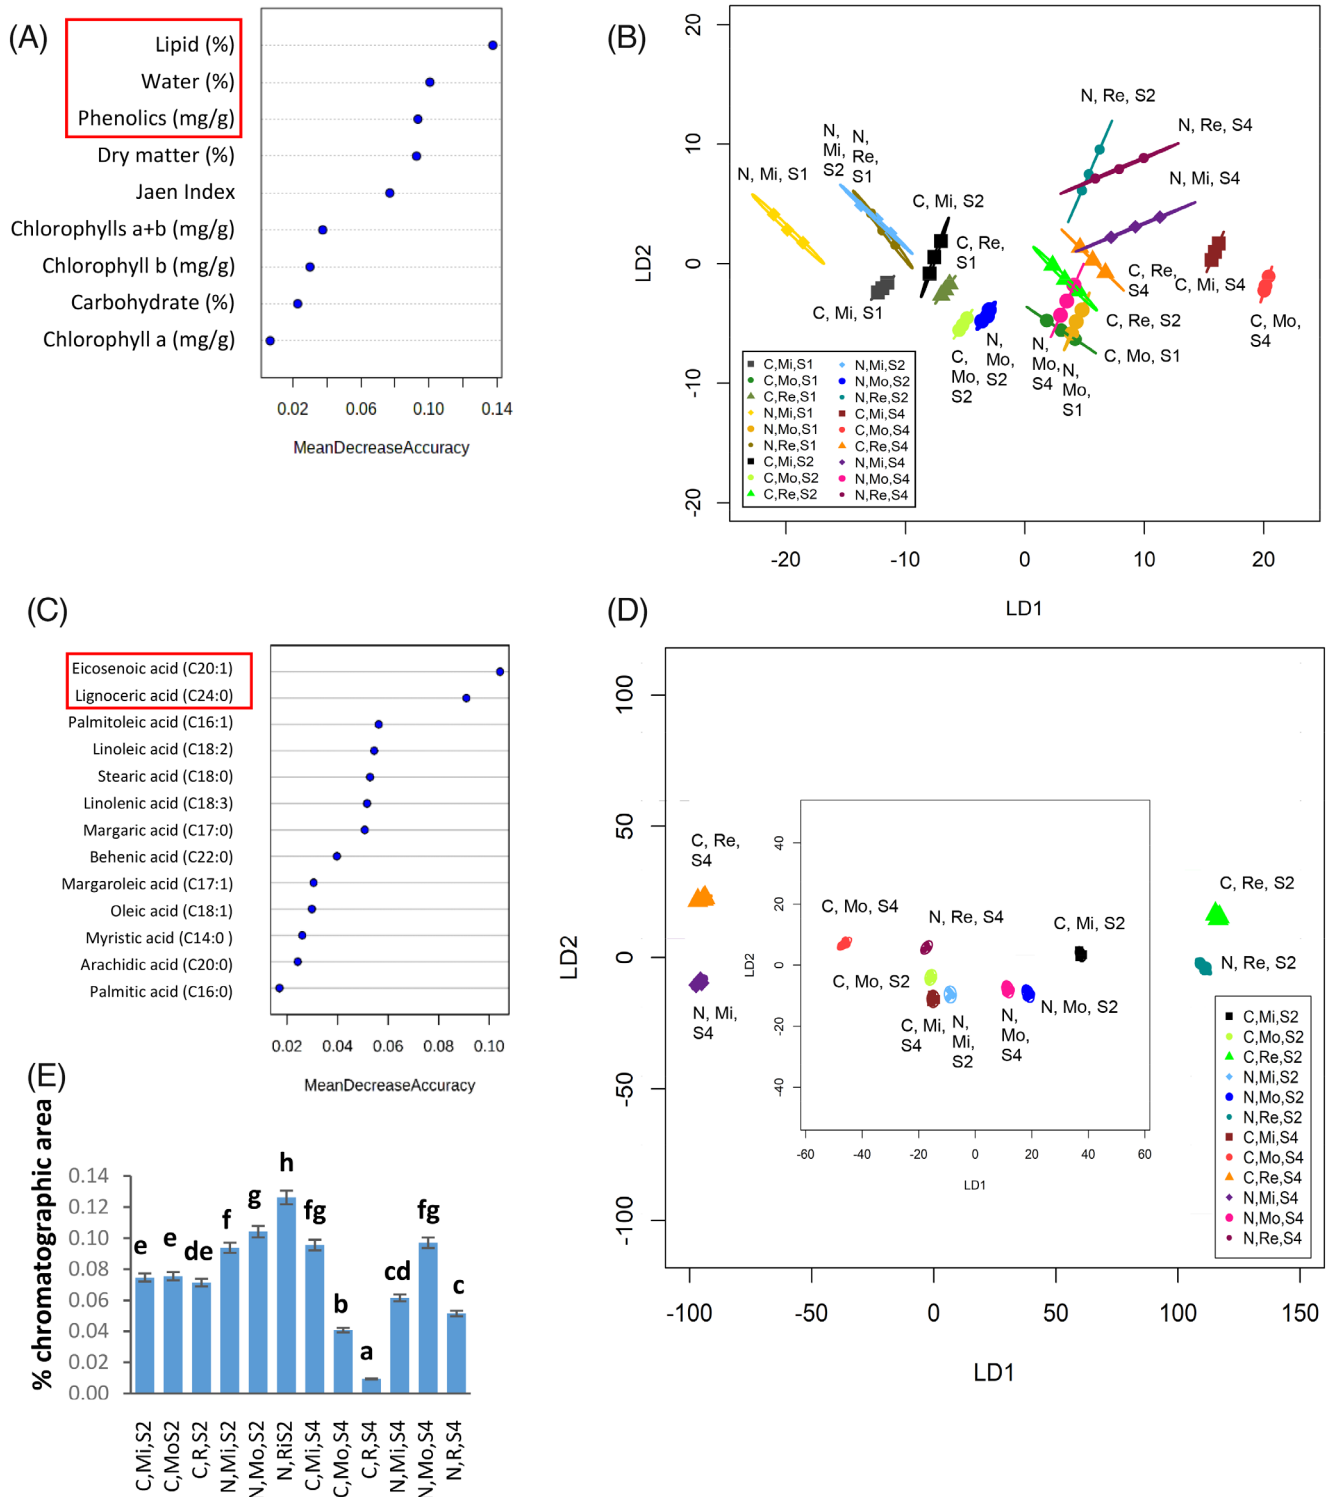 (A)
Lipid (%)
Water (%)
Phenolics (mg/g)
Dry matter (%)
Jaen Index
Chlorophylls a+b (mg/g)
Chlorophyll b (mg/g)
Carbohydrate (%)
Chlorophyll a (mg/g)
0.02 0.06 0.10 0.14
MeanDecreaseAccuracy
(B)
LD2
20
10
0
-10
-20
N, Re, S2
N, Re, S4
N, Mi, S4
N, Mi, S1
N,
Mi,
S2
N,
Re,
S1
C, Mi, S2
C, Re,
S1
C, Mi, S1
C,
Mo,
S2
N,
Mo,
S2
C, Re,
S4
C, Mi, S4
C, Mo,
S4
C, Re, S2
C, Mo, S1
N,
Mo,
S4
N,
Mo,
S1
C,Mi,S1
C,Mo,S1
C,Re,S1
N,Mi,S1
N,Mo,S1
N,Re,S1
C,Mi,S2
C,Mo,S2
C,Re,S2
N,Mi,S2
N,Mo,S2
N,Re,S2
C,Mi,S4
C,Mo,S4
C,Re,S4
N,Mi,S4
N,Mo,S4
N,Re,S4
-20 -10 0 10 20
LD1
(C)
Eicosenoic acid (C20:1)
Lignoceric acid (C24:0)
Palmitoleic acid (C16:1)
Linoleic acid (C18:2)
Stearic acid (C18:0)
Linolenic acid (C18:3)
Margaric acid (C17:0)
Behenic acid (C22:0)
Margaroleic acid (C17:1)
Oleic acid (C18:1)
Myristic acid (C14:0 )
Arachidic acid (C20:0)
Palmitic acid (C16:0)
0.02 0.04 0.06 0.08 0.10
MeanDecreaseAccuracy
(D)
LD2
100
50
0
-50
-100
C, Re,
S4
N, Mi,
S4
C, Re, S2
N, Re, S2
LD2
40
20
0
-20
-40
C, Mo, S4
N, Re, S4
C, Mi, S2
C, Mo, S2
C, Mi,
S4
N,
Mi,
S2
N,
Mo,
S4
N, Mo, S2
-60 -40 -20 0 20 40 60
LD1
C,Mi,S2
C,Mo,S2
C,Re,S2
N,Mi,S2
N,Mo,S2
N,Re,S2
C,Mi,S4
C,Mo,S4
C,Re,S4
N,Mi,S4
N,Mo,S4
N,Re,S4
-100 -50 0 50 100 150
LD1
(E)
% chromatographic area
0.14
0.12
0.10
0.08
0.06
0.04
0.02
0.00
e e de f g h fg b a cd fg c
C,Mi,S2
C,MoS2
C,R,S2
N,Mi,S2
N,Mo,S2
N,RiS2
C,Mi,S4
C,Mo,S4
C,R,S4
N,Mi,S4
N,Mo,S4
N,R,S4